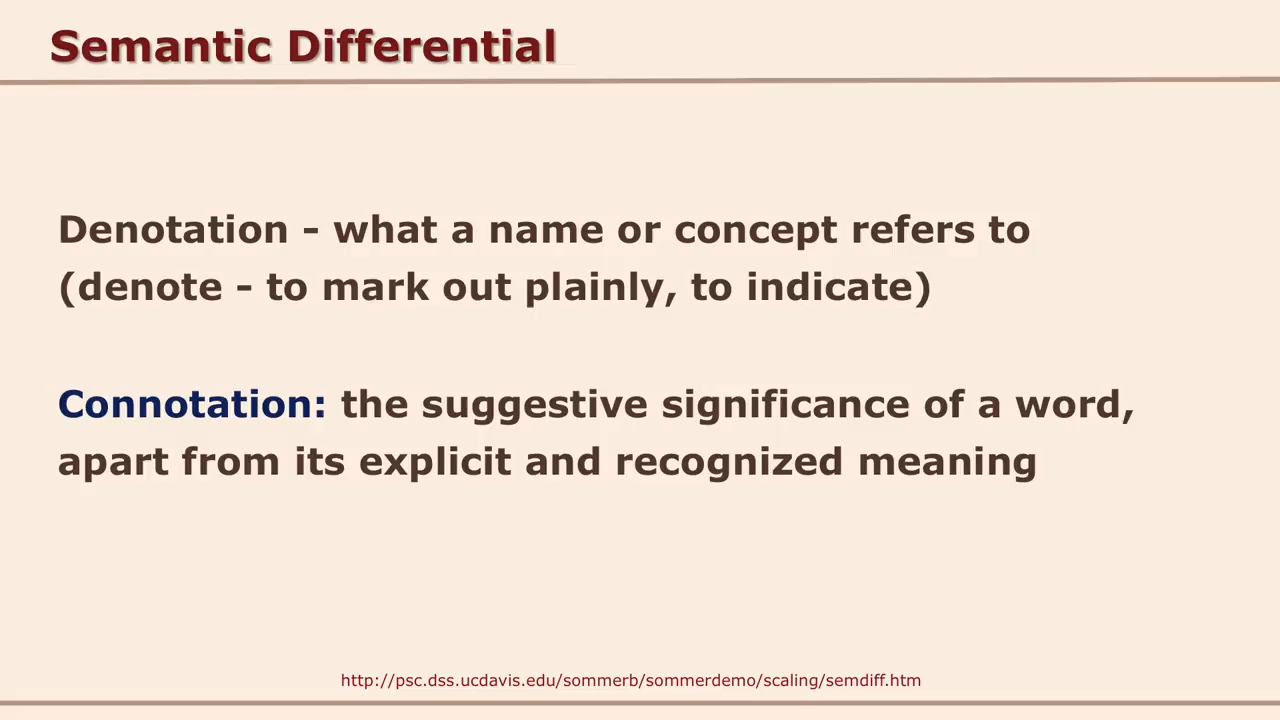 Semantic Differential
Denotation - what a name or concept refers to
(denote - to mark out plainly, to indicate)
Connotation: the suggestive significance of a word,
apart from its explicit and recognized meaning
http://psc.dss.ucdavis.edu/sommerb/sommerdemo/scaling/semdiff.htm